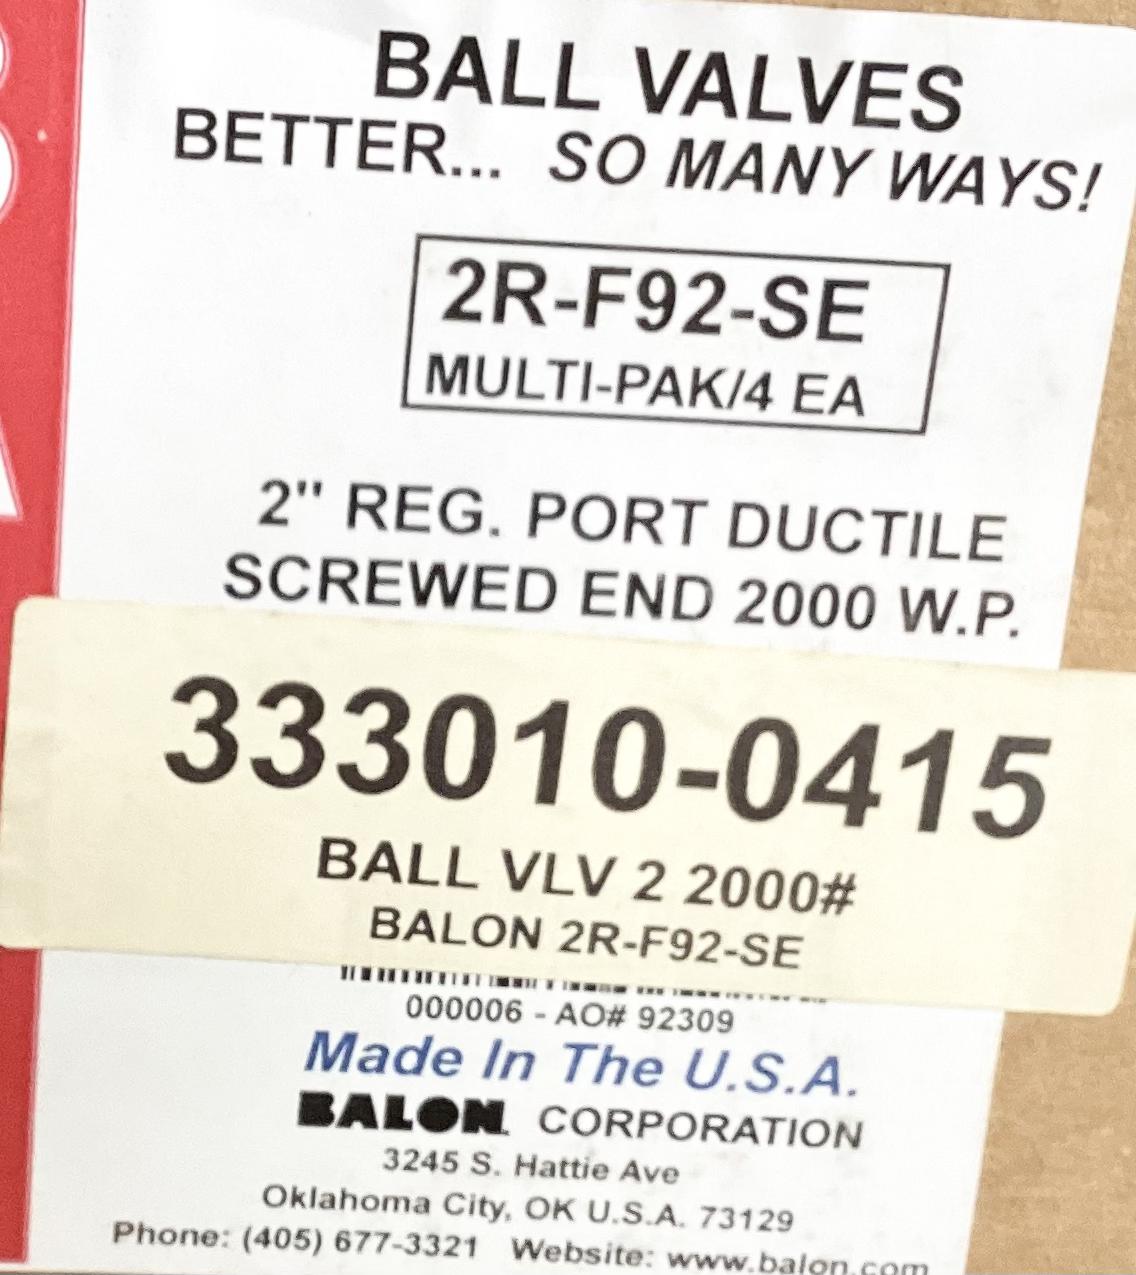 BALL VALVES
BETTER... SO MANY WAYS!
2R-F92-SE
MULTI-PAK/4 EA
2" REG. PORT DUCTILE
SCREWED END 2000 W.P.
333010-0415
BALL VLV 2 2000#
BALON 2R-F92-SE
000006 - AO# 92309
Made In The U.S.A.
BALON CORPORATION
3245 S. Hattie Ave
Oklahoma City, OK U.S.A. 73129
Phone: (405) 677-3321 Website: www.balon.com